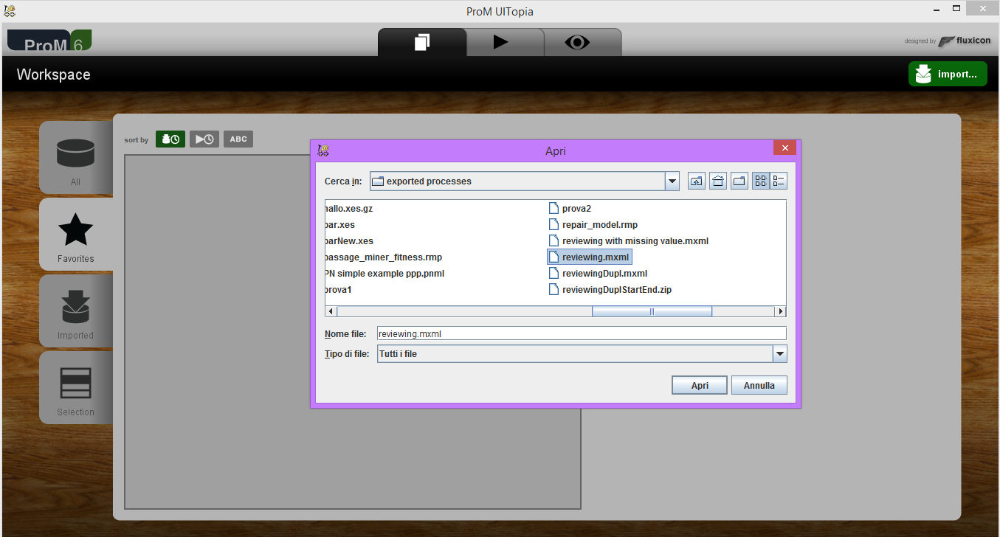 ProM UITopia
ProM 6
designed by fluxicon
Workspace
import...
All
Favorites
Imported
Selection
sort by
ABC
Apri
Cerca in:
exported processes
nallo.xes.gz
par.xes
parNew.xes
passage_miner_fitness.rmp
PN simple example ppp.pnml
prova1
prova2
repair_model.rmp
reviewing with missing value.mxml
reviewing.mxml
reviewingDupl.mxml
reviewingDuplStartEnd.zip
Nome file:
reviewing.mxml
Tipo di file:
Tutti i file
Apri
Annulla